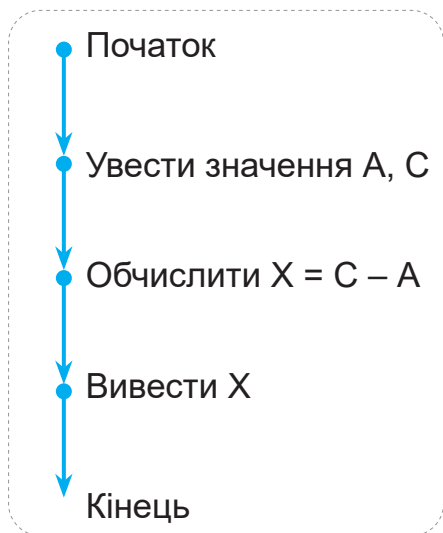 Початок
Увести значення А, С
Обчислити Х = С – А
Вивести Х
Кінець